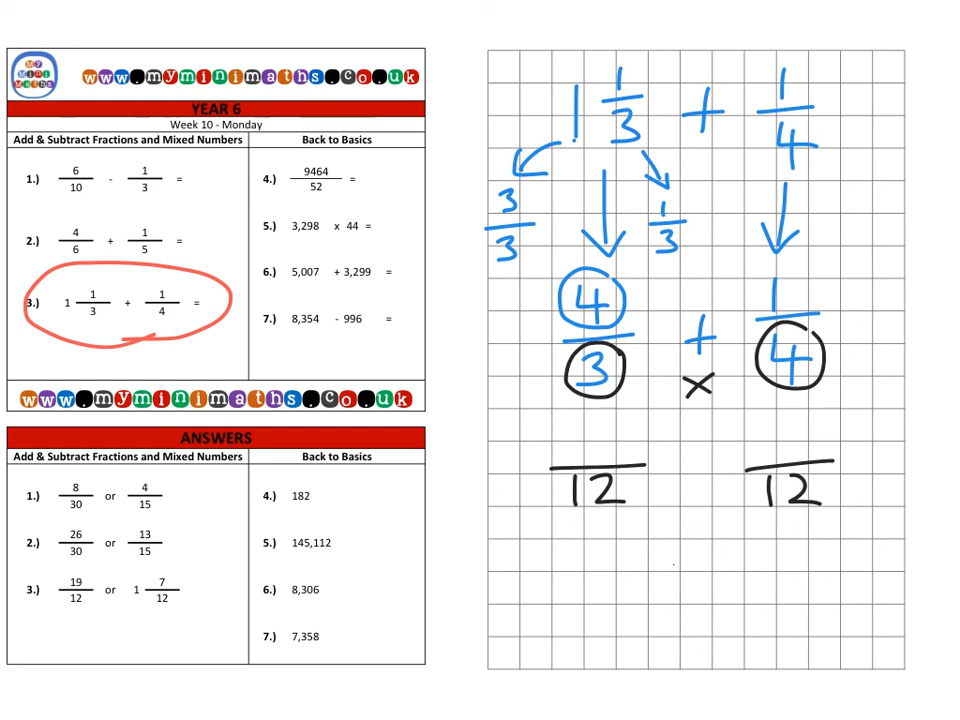 My
Mini
Maths
www.myminimaths.co.uk
YEAR 6
Week 10 - Monday
Add & Subtract Fractions and Mixed Numbers
1.) 6/10 - 1/3 =
2.) 4/6 + 1/5 =
3.) 1 1/3 + 1/4 =
Back to Basics
4.) 9464/52 =
5.) 3,298 x 44 =
6.) 5,007 + 3,299 =
7.) 8,354 - 996 =
www.myminimaths.co.uk
ANSWERS
Add & Subtract Fractions and Mixed Numbers
1.) 8/30 or 4/15
2.) 26/30 or 13/15
3.) 19/12 or 1 7/12
Back to Basics
4.) 182
5.) 145,112
6.) 8,306
7.) 7,358
1 1/3 + 1/4
3/3 1/3
4/3 + 1/4
x
12 12